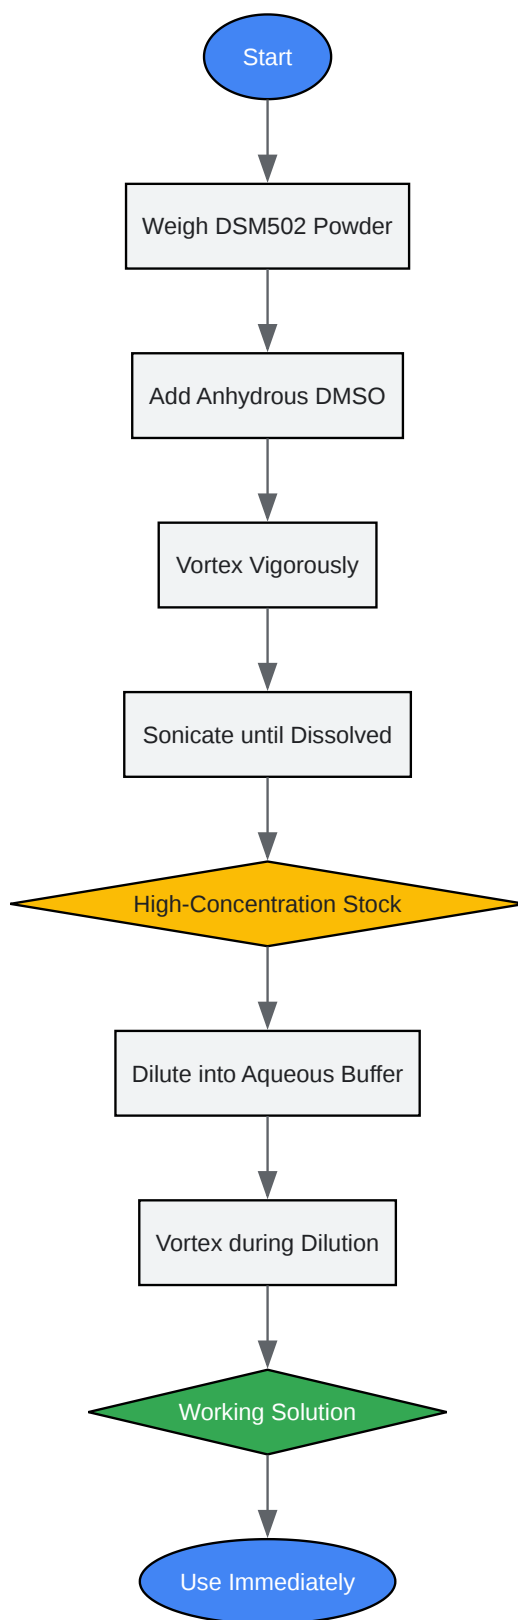 Start
Weigh DSM502 Powder
Add Anhydrous DMSO
Vortex Vigorously
Sonicate until Dissolved
High-Concentration Stock
Dilute into Aqueous Buffer
Vortex during Dilution
Working Solution
Use Immediately